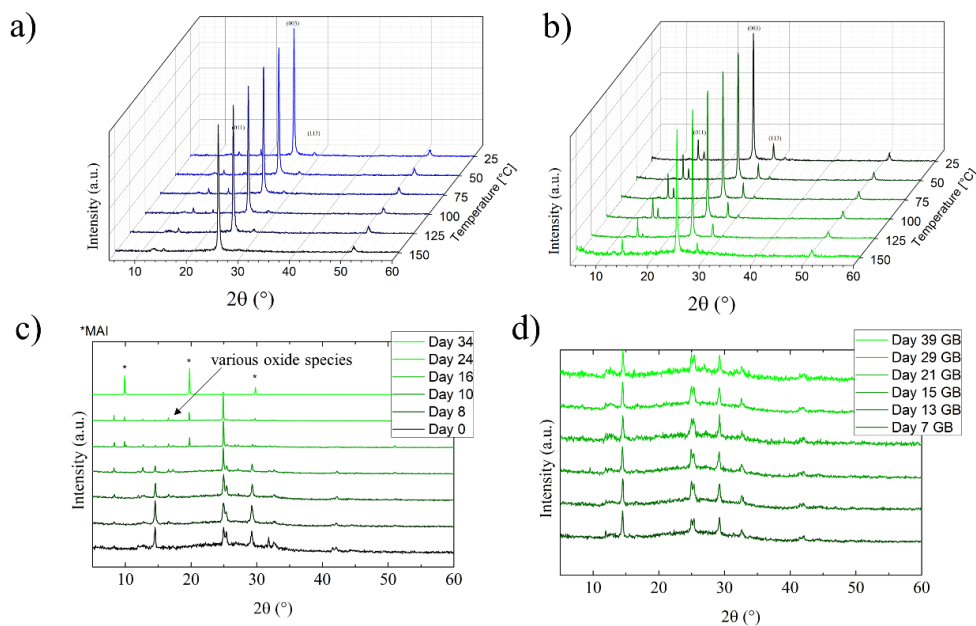 a)
(003)
(011)
(113)
25
50
75
100
125
150
Temperature [°C]
Intensity (a.u.)
10 20 30 40 50 60
2θ (°)
b)
(003)
(011)
(113)
25
50
75
100
125
150
Temperature [°C]
Intensity (a.u.)
10 20 30 40 50 60
2θ (°)
c)
*MAI
* * *
various oxide species
Day 34
Day 24
Day 16
Day 10
Day 8
Day 0
Intensity (a.u.)
10 20 30 40 50 60
2θ (°)
d)
Day 39 GB
Day 29 GB
Day 21 GB
Day 15 GB
Day 13 GB
Day 7 GB
Intensity (a.u.)
10 20 30 40 50 60
2θ (°)